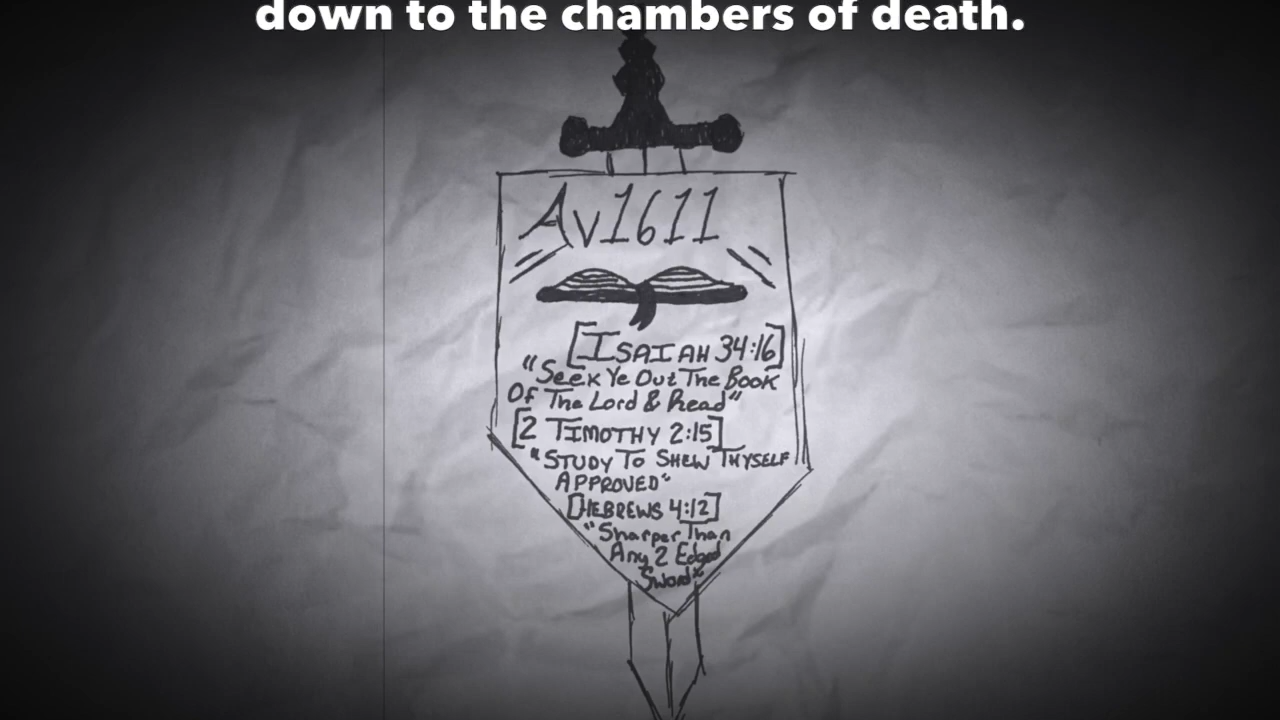 down to the chambers of death.
Av1611
[ISAIAH 34:16]
"Seek Ye Out The Book
Of The Lord & Read"
[2 TIMOTHY 2:15]
"STUDY TO SHEW THYSELF
APPROVED"
[HEBREWS 4:12]
"Sharper Than
Any 2 Edged
Sword"